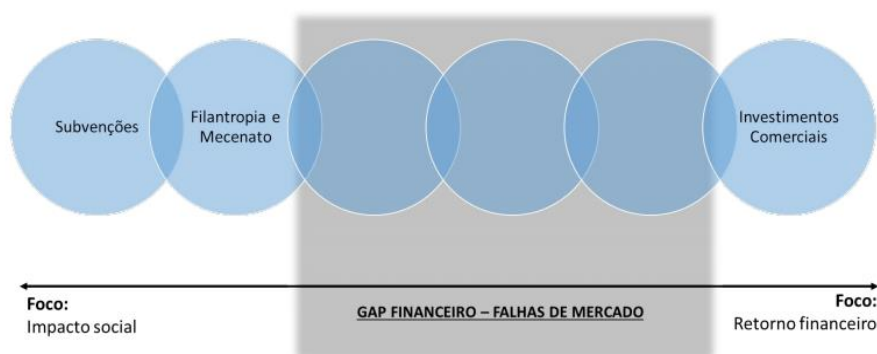 Subvenções
Filantropia e
Mecenato
Investimentos
Comerciais
Foco:
Impacto social
GAP FINANCEIRO – FALHAS DE MERCADO
Foco:
Retorno financeiro